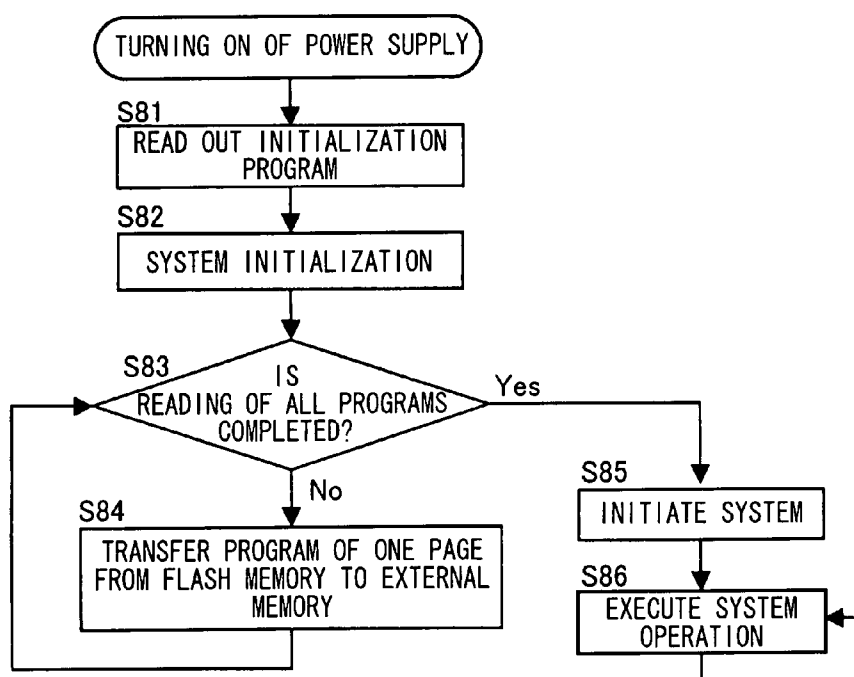 TURNING ON OF POWER SUPPLY
S81
READ OUT INITIALIZATION
PROGRAM
S82
SYSTEM INITIALIZATION
S83
IS
READING OF ALL PROGRAMS
COMPLETED?
Yes
No
S84
TRANSFER PROGRAM OF ONE PAGE
FROM FLASH MEMORY TO EXTERNAL
MEMORY
S85
INITIATE SYSTEM
S86
EXECUTE SYSTEM
OPERATION